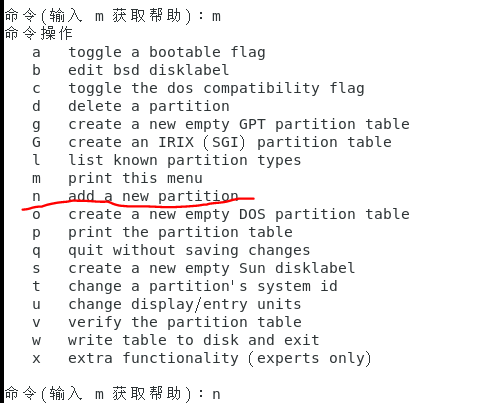 命令(输入 m 获取帮助)：m
命令操作
a   toggle a bootable flag
b   edit bsd disklabel
c   toggle the dos compatibility flag
d   delete a partition
g   create a new empty GPT partition table
G   create an IRIX (SGI) partition table
l   list known partition types
m   print this menu
n   add a new partition
o   create a new empty DOS partition table
p   print the partition table
q   quit without saving changes
s   create a new empty Sun disklabel
t   change a partition's system id
u   change display/entry units
v   verify the partition table
w   write table to disk and exit
x   extra functionality (experts only)
命令(输入 m 获取帮助)：n